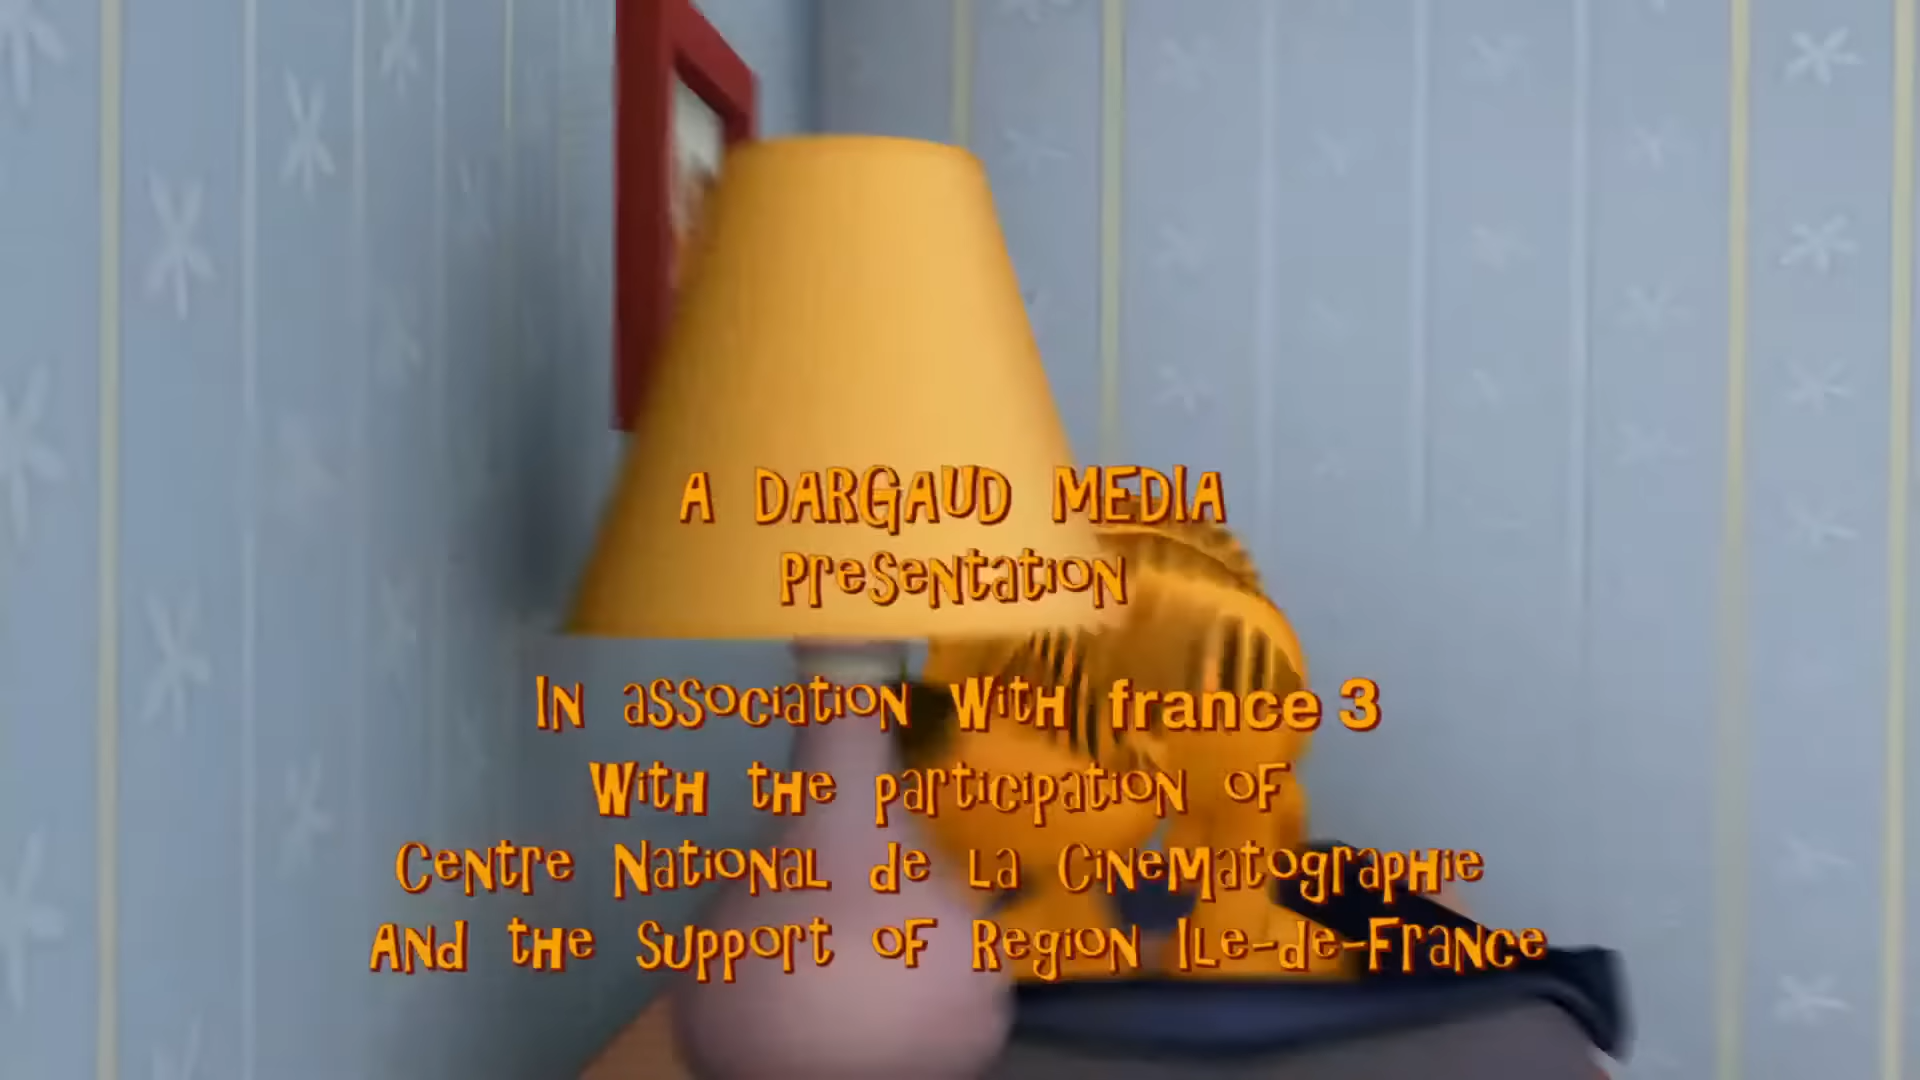 A DARGAUD MEDIA
Presentation
In association with france 3
With the participation of
Centre National de la Cinematographie
And the support of Region Ile-de-France